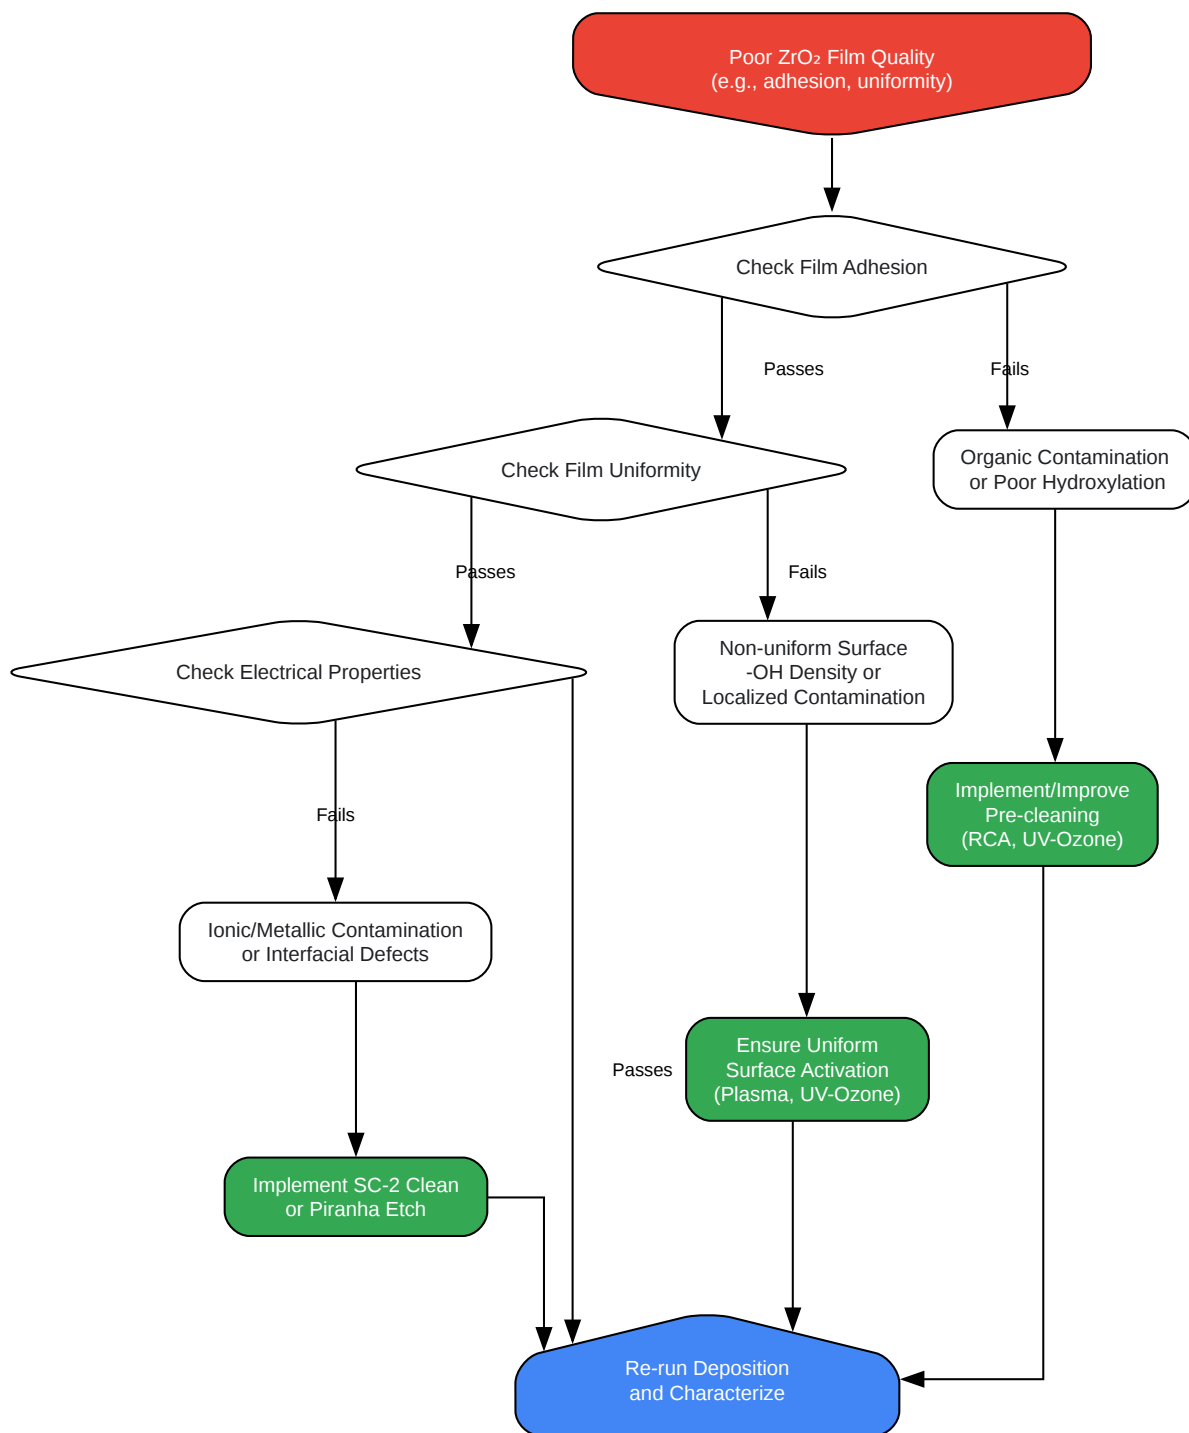 Poor ZrO₂ Film Quality
(e.g., adhesion, uniformity)
Check Film Adhesion
Passes
Fails
Check Film Uniformity
Organic Contamination
or Poor Hydroxylation
Passes
Fails
Check Electrical Properties
Non-uniform Surface
-OH Density or
Localized Contamination
Fails
Implement/Improve
Pre-cleaning
(RCA, UV-Ozone)
Ionic/Metallic Contamination
or Interfacial Defects
Passes
Ensure Uniform
Surface Activation
(Plasma, UV-Ozone)
Implement SC-2 Clean
or Piranha Etch
Re-run Deposition
and Characterize